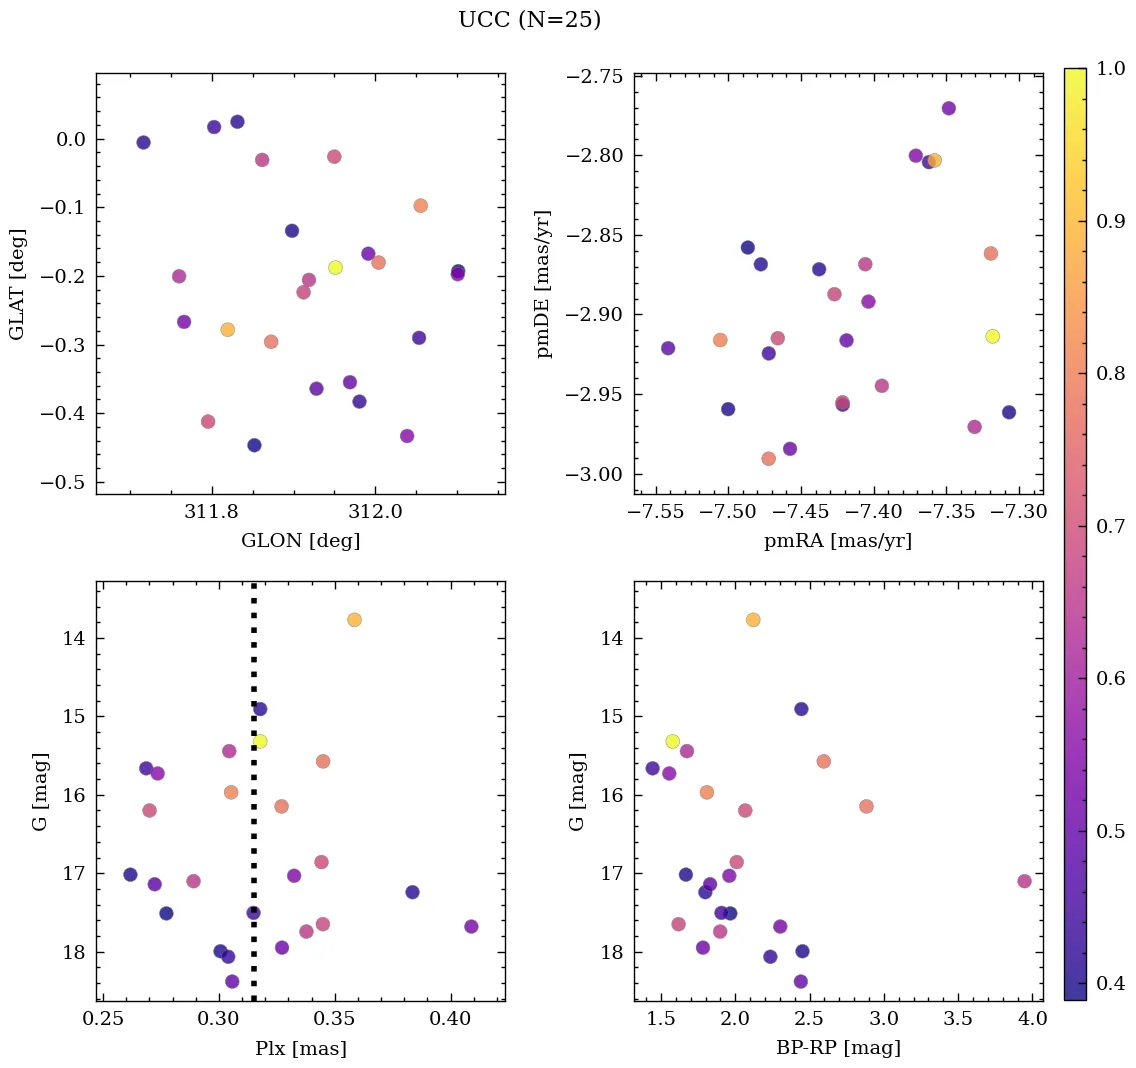 UCC (N=25)
0.0
−0.1
−0.2
−0.3
−0.4
−0.5
GLAT [deg]
311.8 312.0
GLON [deg]
−2.75
−2.80
−2.85
−2.90
−2.95
−3.00
pmDE [mas/yr]
−7.55 −7.50 −7.45 −7.40 −7.35 −7.30
pmRA [mas/yr]
14
15
16
17
18
G [mag]
0.25 0.30 0.35 0.40
Plx [mas]
14
15
16
17
18
G [mag]
1.5 2.0 2.5 3.0 3.5 4.0
BP-RP [mag]
1.0
0.9
0.8
0.7
0.6
0.5
0.4